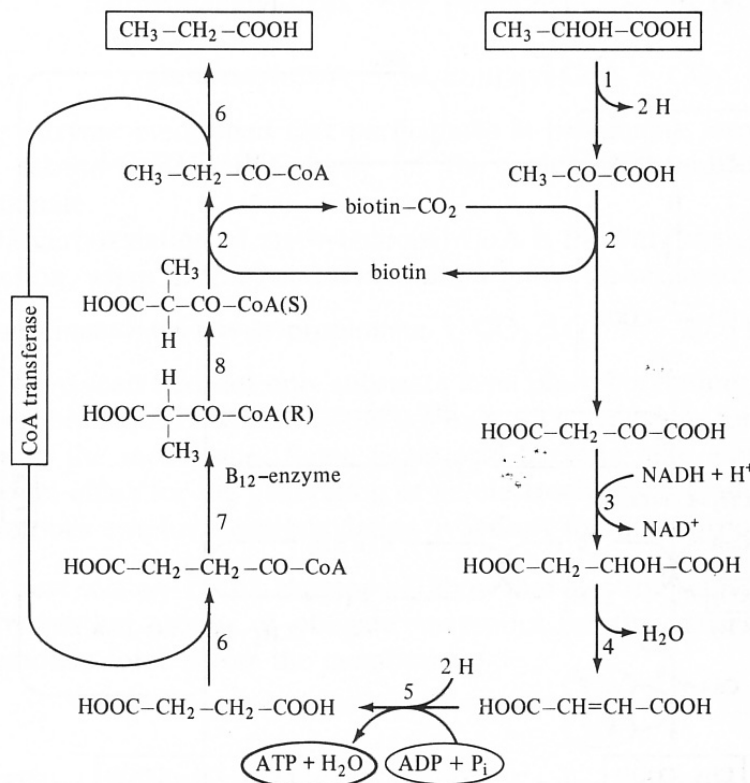 CH₃–CH₂–COOH
CH₃–CHOH–COOH
1
2 H
6
CH₃–CH₂–CO–CoA
CH₃–CO–COOH
biotin–CO₂
2
2
biotin
CH₃
HOOC–C–CO–CoA(S)
H
8
H
HOOC–C–CO–CoA(R)
CH₃
B₁₂–enzyme
7
CoA transferase
HOOC–CH₂–CO–COOH
NADH + H⁺
3
NAD⁺
HOOC–CH₂–CH₂–CO–CoA
HOOC–CH₂–CHOH–COOH
H₂O
4
6
2 H
5
HOOC–CH₂–CH₂–COOH
HOOC–CH=CH–COOH
ATP + H₂O
ADP + Pᵢ